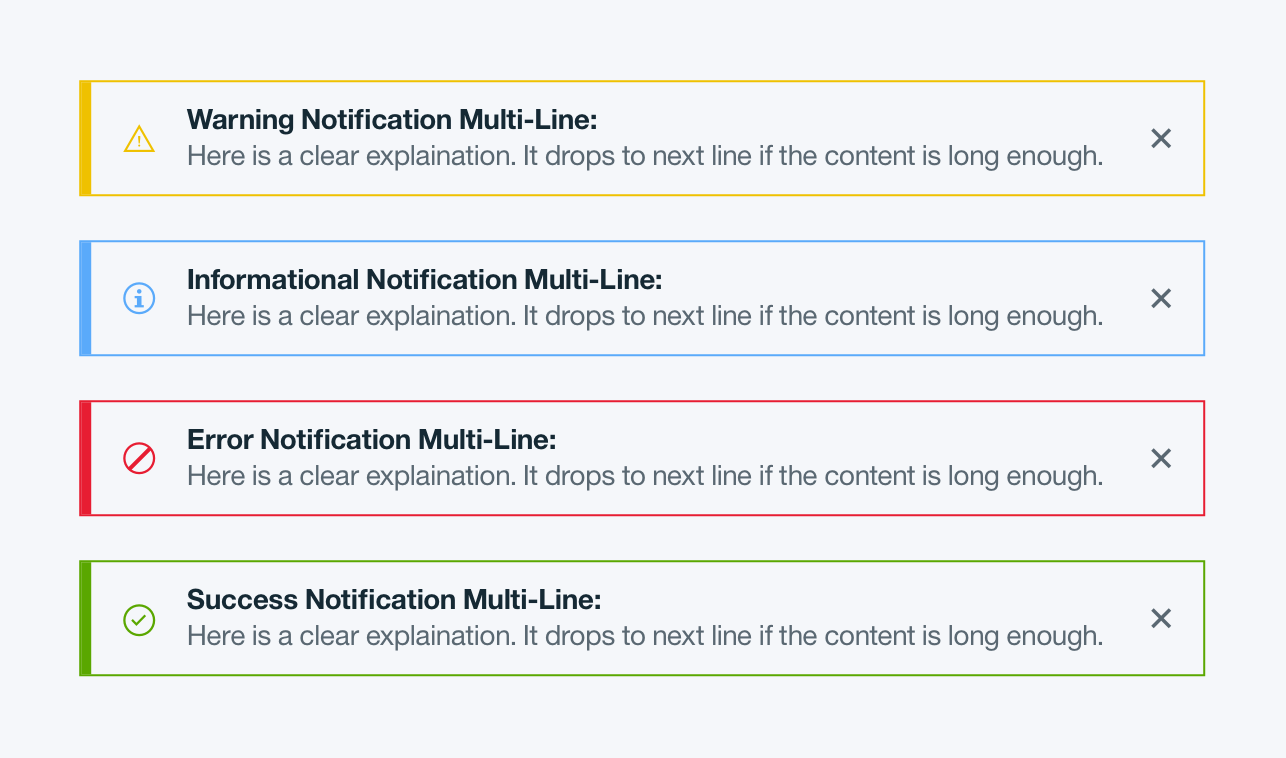 Warning Notification Multi-Line:
Here is a clear explaination. It drops to next line if the content is long enough.
Informational Notification Multi-Line:
Here is a clear explaination. It drops to next line if the content is long enough.
Error Notification Multi-Line:
Here is a clear explaination. It drops to next line if the content is long enough.
Success Notification Multi-Line:
Here is a clear explaination. It drops to next line if the content is long enough.